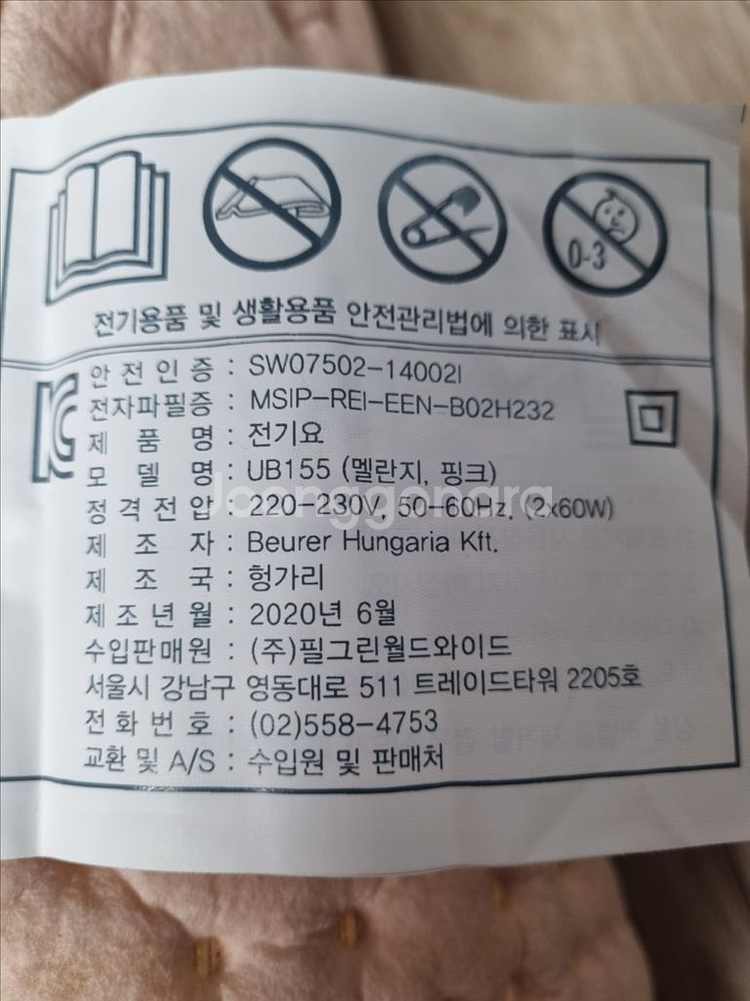 0-3
전기용품 및 생활용품 안전관리법에 의한 표시
안전인증 : SW07502-14002I
전자파필증 : MSIP-REI-EEN-B02H232
제품명 : 전기요
모델명 : UB155 (멜란지, 핑크)
정격전압 : 220-230V, 50-60Hz, (2x60W)
제조자 : Beurer Hungaria Kft.
제조국 : 헝가리
제조년월 : 2020년 6월
수입판매원 : (주)필그린월드와이드
서울시 강남구 영동대로 511 트레이드타워 2205호
전화번호 : (02)558-4753
교환 및 A/S : 수입원 및 판매처
Joonggonara